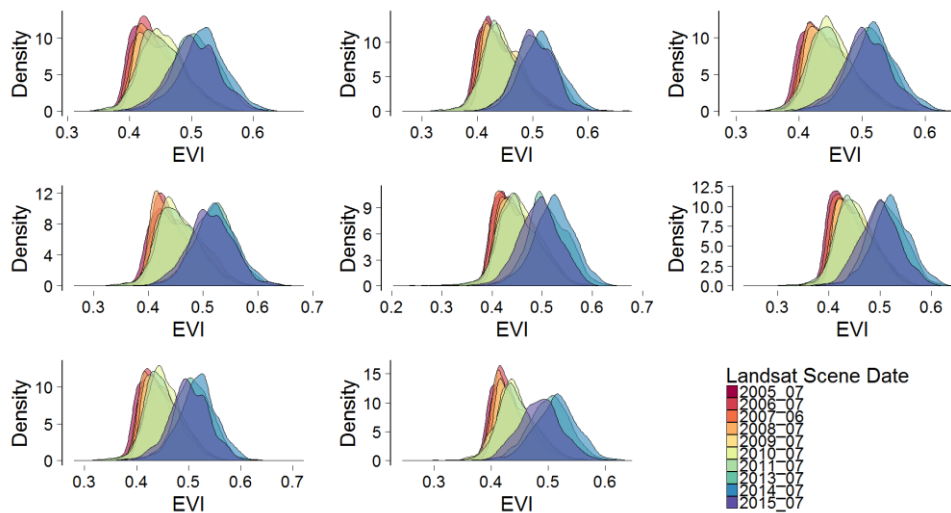 Density
10
5
0
0.3 0.4 0.5 0.6
EVI
Density
10
5
0
0.3 0.4 0.5 0.6
EVI
Density
10
5
0
0.3 0.4 0.5 0.6
EVI
Density
12
8
4
0
0.3 0.4 0.5 0.6 0.7
EVI
Density
9
6
3
0
0.2 0.3 0.4 0.5 0.6 0.7
EVI
Density
12.5
10.0
7.5
5.0
2.5
0.0
0.3 0.4 0.5 0.6
EVI
Density
10
5
0
0.3 0.4 0.5 0.6 0.7
EVI
Density
15
10
5
0
0.3 0.4 0.5 0.6
EVI
Landsat Scene Date
2005_07
2006_07
2007_06
2008_07
2009_07
2010_07
2011_07
2013_07
2014_07
2015_07